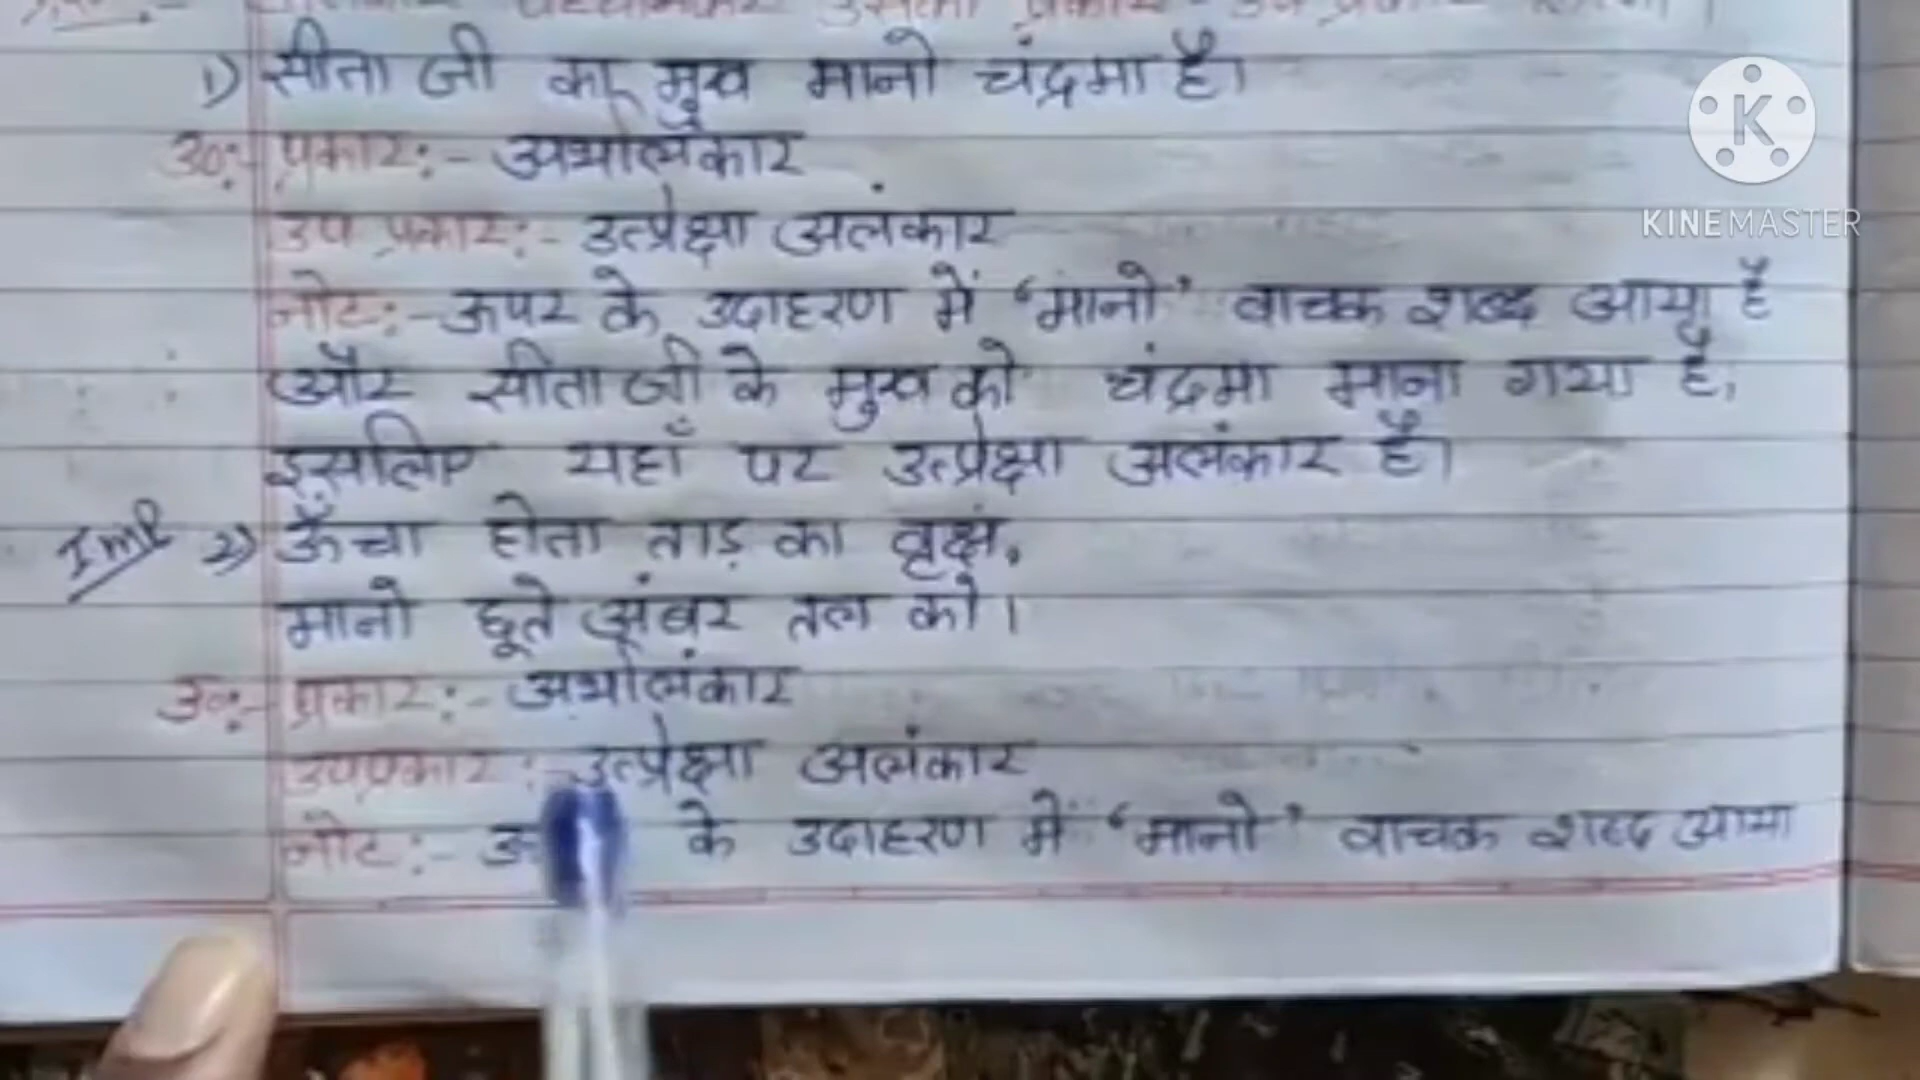 1) सीता जी का मुख मानो चंद्रमा है।
उ०:- प्रकार:- अर्थालंकार
उप प्रकार:- उत्प्रेक्षा अलंकार
नोट:- ऊपर के उदाहरण में 'मानो' वाचक शब्द आया है
और सीता जी के मुख को चंद्रमा माना गया है,
इसलिए यहाँ पर उत्प्रेक्षा अलंकार है।
Imp 2) ऊँचा होता ताड़ का वृक्ष,
मानो छूते अंबर तल को।
उ०:- प्रकार:- अर्थालंकार
उपप्रकार:- उत्प्रेक्षा अलंकार
नोट:- के उदाहरण में 'मानो' वाचक शब्द आया
K
KINEMASTER